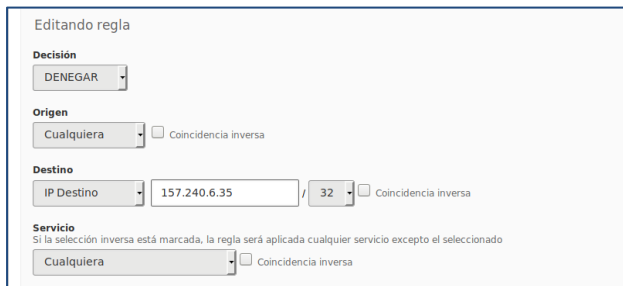 Editando regla
Decisión
DENEGAR
Origen
Cualquiera Coincidencia inversa
Destino
IP Destino 157.240.6.35 / 32 Coincidencia inversa
Servicio
Si la selección inversa está marcada, la regla será aplicada cualquier servicio excepto el seleccionado
Cualquiera Coincidencia inversa